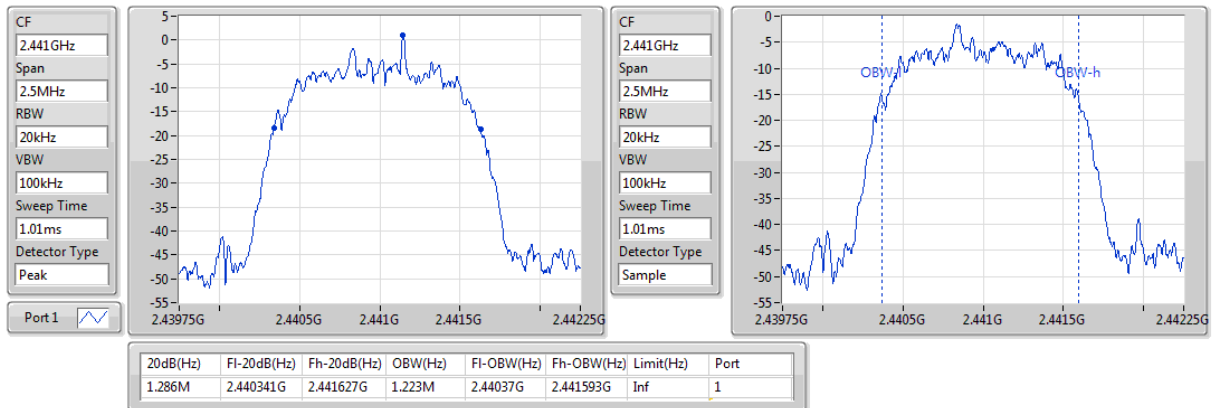 CF
2.441GHz
Span
2.5MHz
RBW
20kHz
VBW
100kHz
Sweep Time
1.01ms
Detector Type
Peak
Port 1
5
0
-5
-10
-15
-20
-25
-30
-35
-40
-45
-50
-55
2.43975G 2.4405G 2.441G 2.4415G 2.44225G
CF
2.441GHz
Span
2.5MHz
RBW
20kHz
VBW
100kHz
Sweep Time
1.01ms
Detector Type
Sample
0
-5
-10
-15
-20
-25
-30
-35
-40
-45
-50
-55
OBW-l OBW-h
2.43975G 2.4405G 2.441G 2.4415G 2.44225G
20dB(Hz) Fl-20dB(Hz) Fh-20dB(Hz) OBW(Hz) Fl-OBW(Hz) Fh-OBW(Hz) Limit(Hz) Port
1.286M 2.440341G 2.441627G 1.223M 2.44037G 2.441593G Inf 1